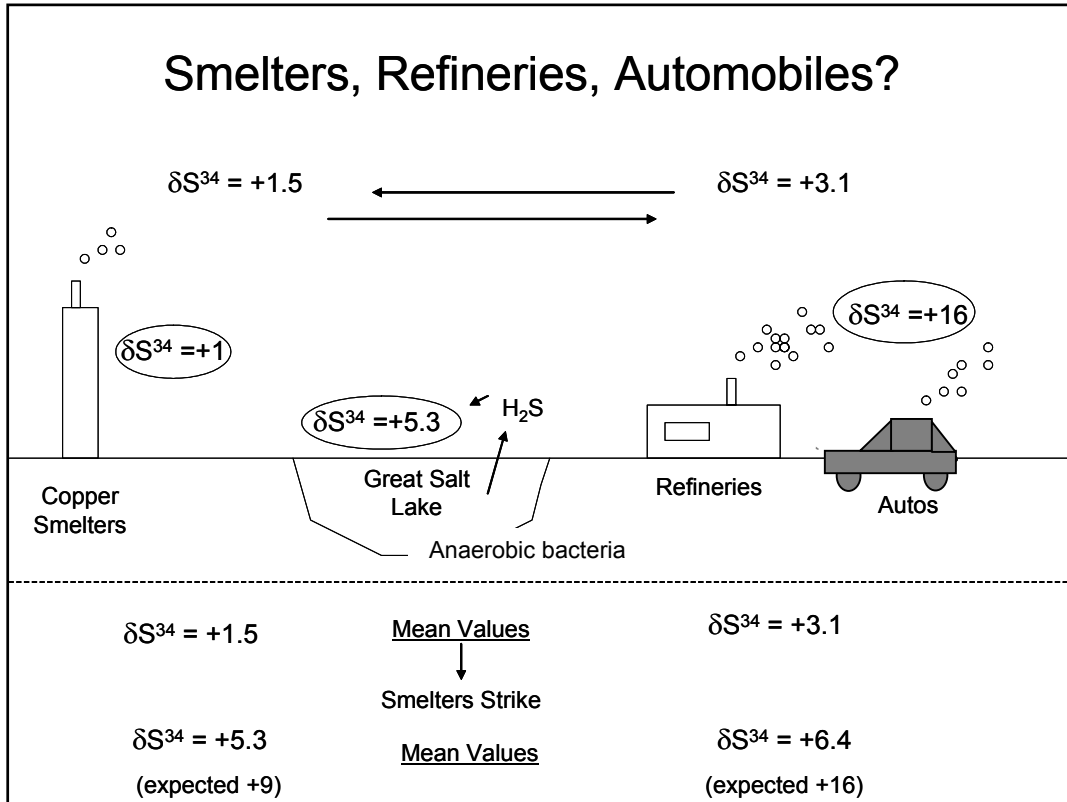 Smelters, Refineries, Automobiles?
δS³⁴ = +1.5
δS³⁴ = +3.1
δS³⁴ =+16
δS³⁴ =+1
δS³⁴ =+5.3
H₂S
Great Salt
Lake
Refineries
Copper
Smelters
Autos
Anaerobic bacteria
δS³⁴ = +1.5
Mean Values
δS³⁴ = +3.1
Smelters Strike
δS³⁴ = +5.3
Mean Values
δS³⁴ = +6.4
(expected +9)
(expected +16)